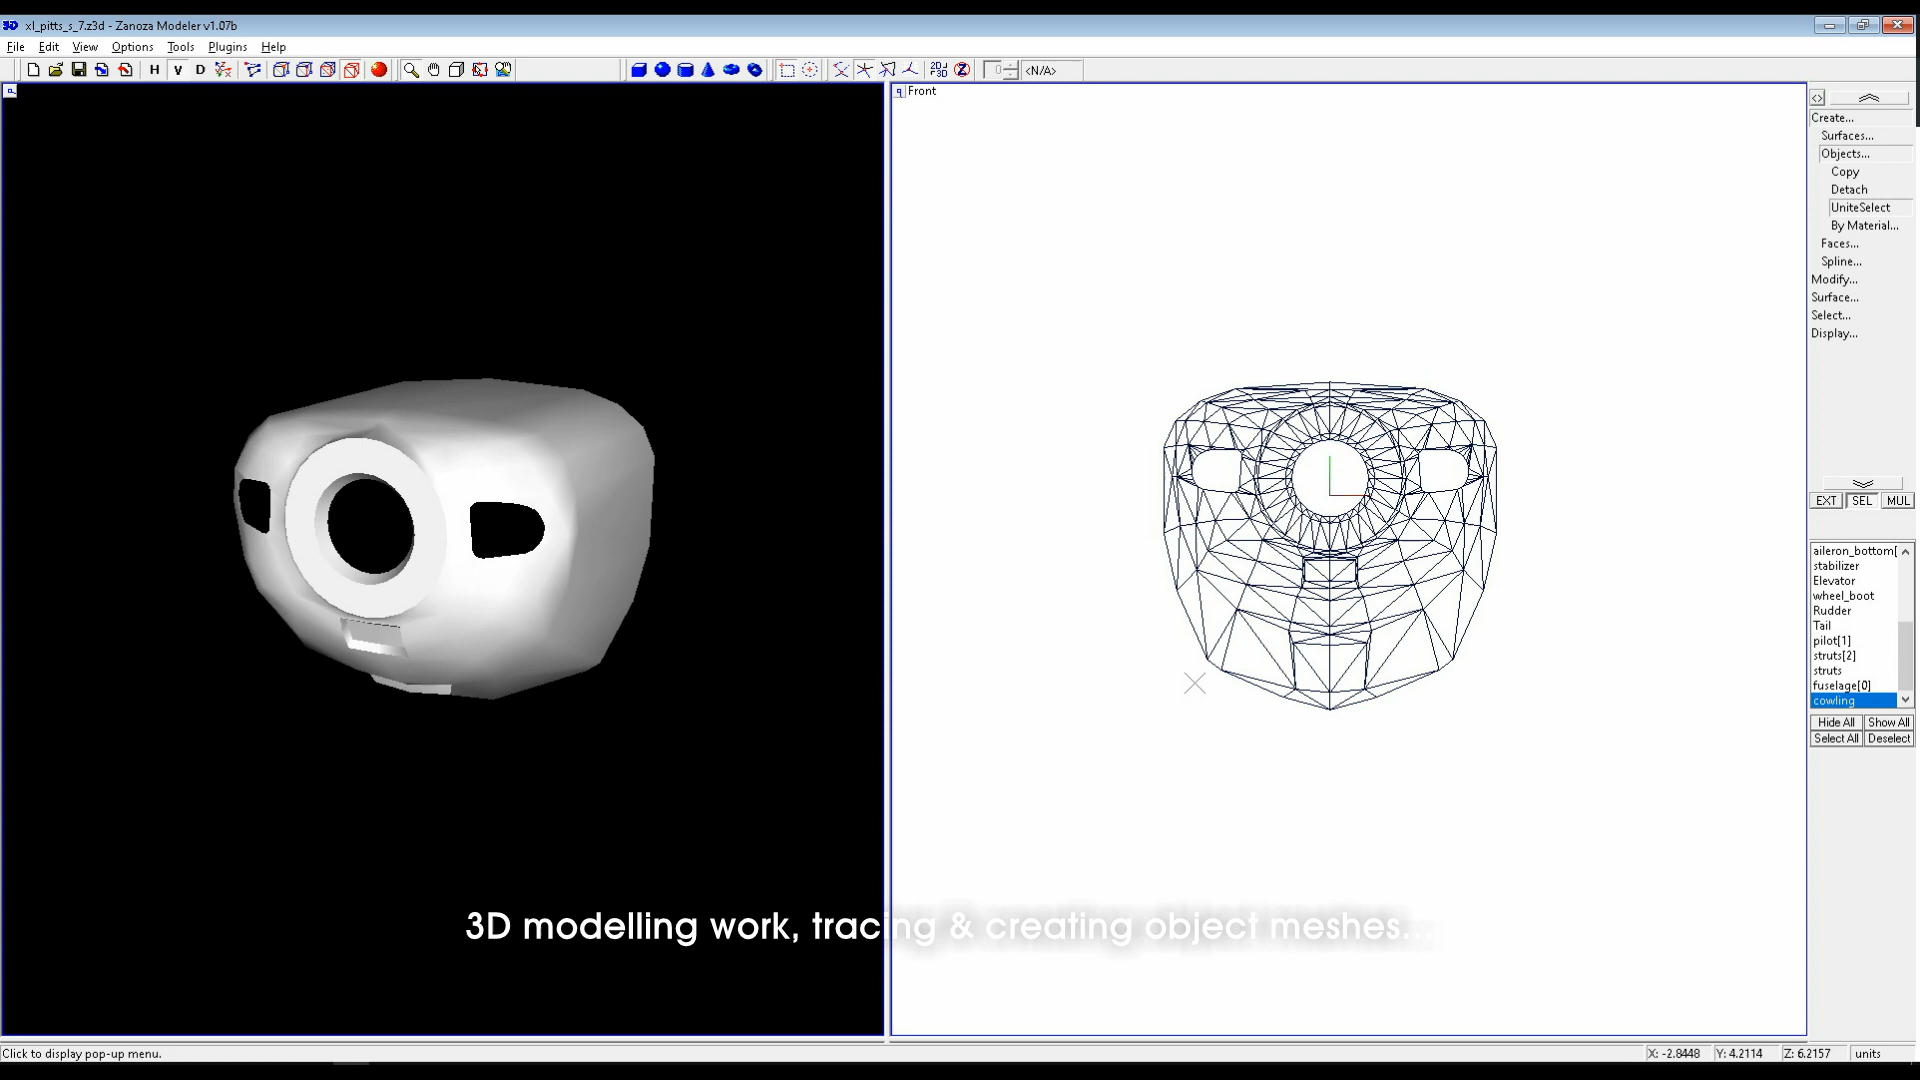 xl_pitts_s_7.z3d - Zanoza Modeler v1.07b
File Edit View Options Tools Plugins Help
H V D 2D 3D 0 <N/A>
Front
<>
Create...
Surfaces...
Objects...
Copy
Detach
UniteSelect
By Material...
Faces...
Spline...
Modify...
Surface...
Select...
Display...
EXT SEL MUL
aileron_bottom[
stabilizer
Elevator
wheel_boot
Rudder
Tail
pilot[1]
struts[2]
struts
fuselage[0]
cowling
Hide All Show All
Select All Deselect
3D modelling work, tracing & creating object meshes...
Click to display pop-up menu. X: -2.8448 Y: 4.2114 Z: 6.2157 units